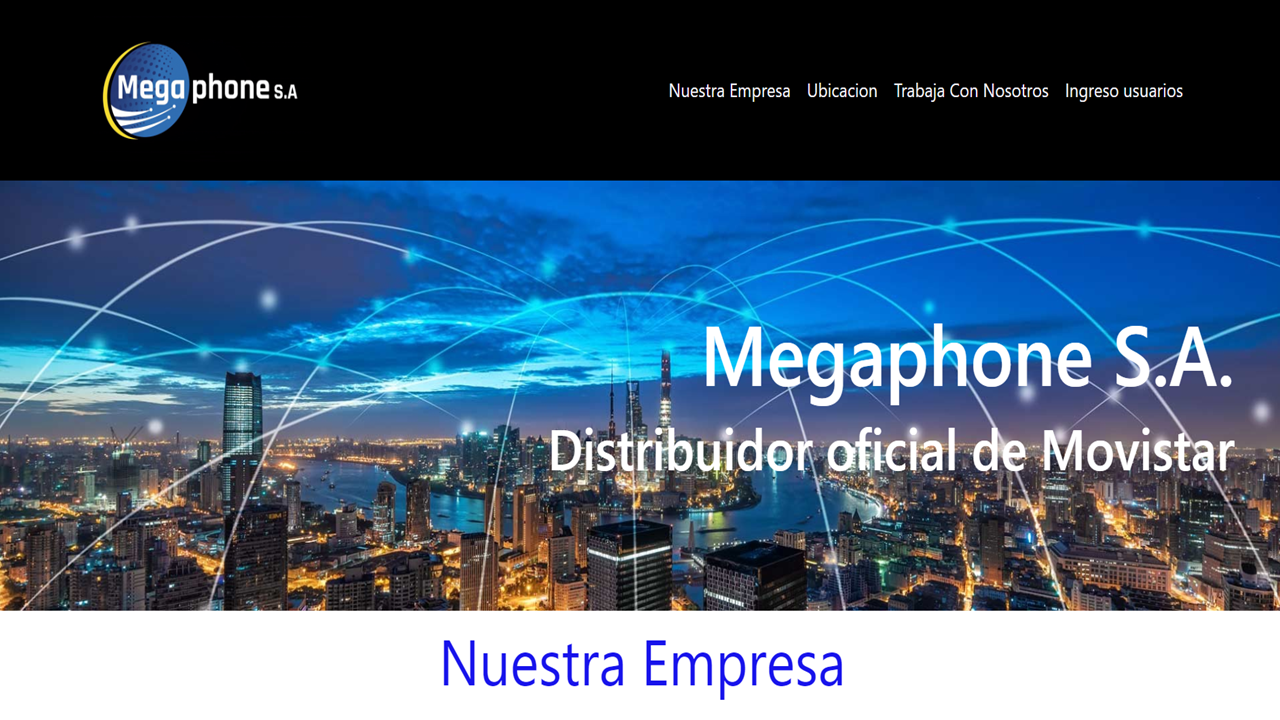 Megaphone S.A
Nuestra Empresa Ubicacion Trabaja Con Nosotros Ingreso usuarios
Megaphone S.A.
Distribuidor oficial de Movistar
Nuestra Empresa